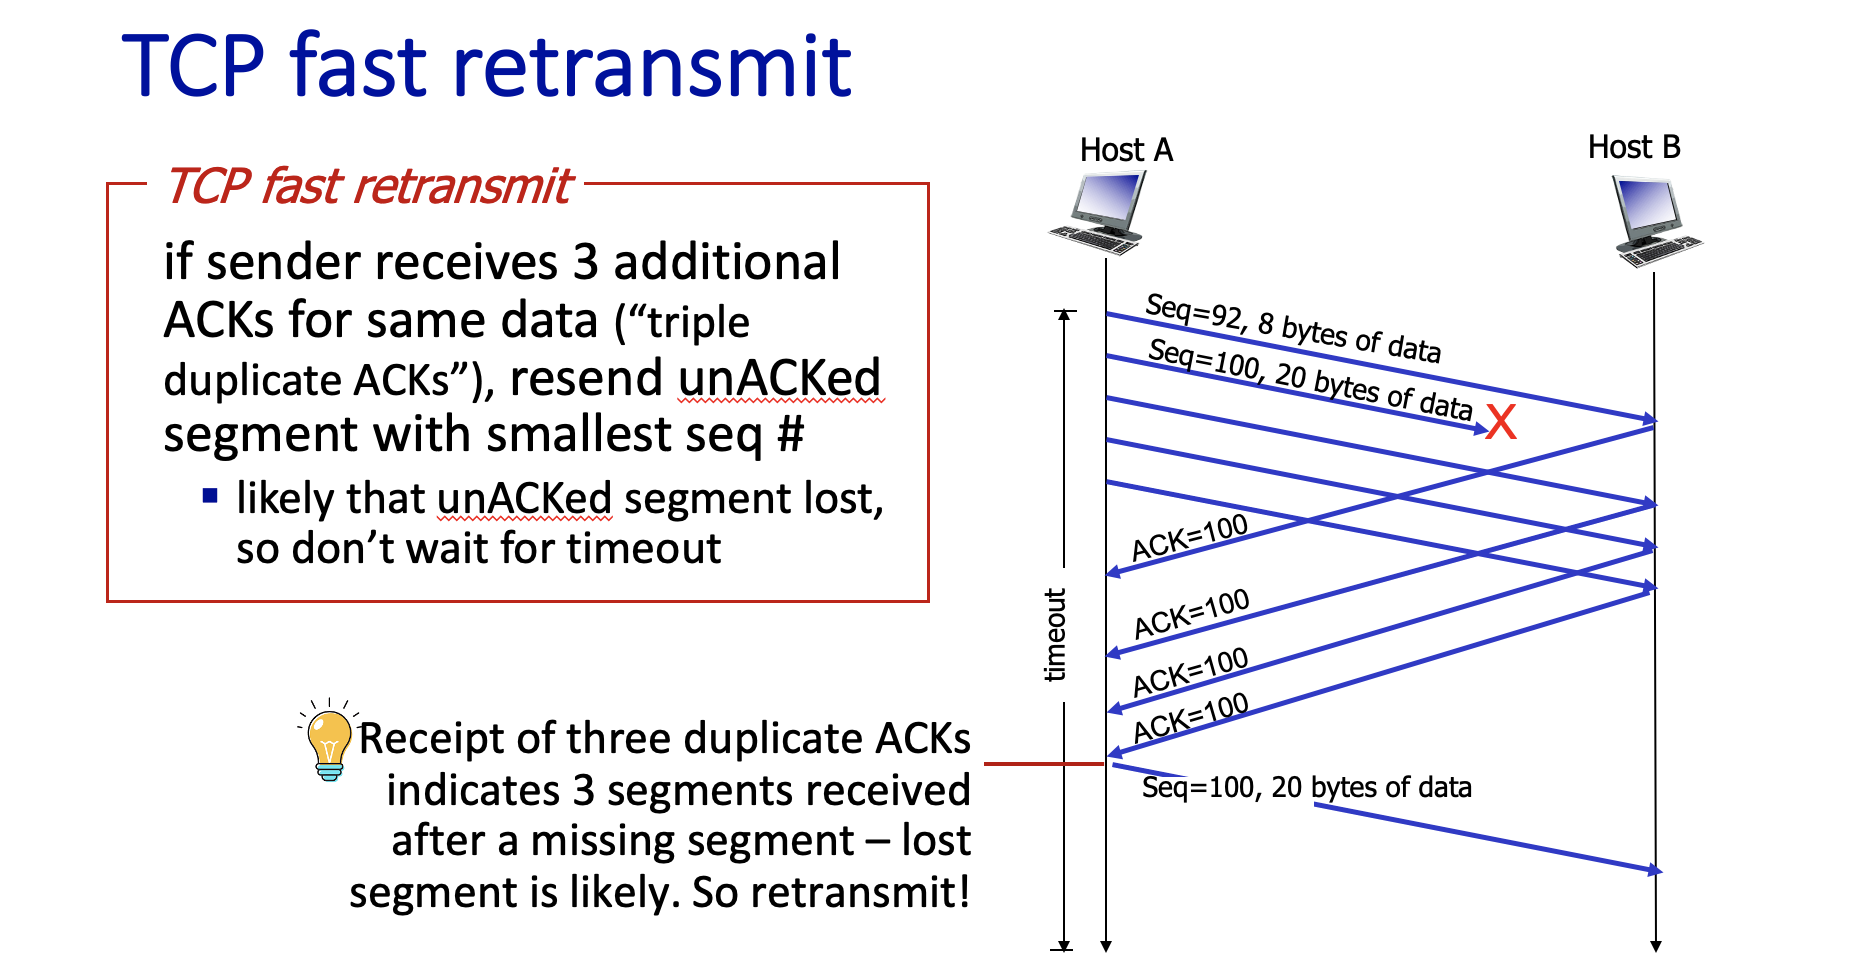 TCP fast retransmit
TCP fast retransmit
if sender receives 3 additional
ACKs for same data (“triple
duplicate ACKs”), resend unACKed
segment with smallest seq #
▪ likely that unACKed segment lost,
so don’t wait for timeout
Receipt of three duplicate ACKs
indicates 3 segments received
after a missing segment – lost
segment is likely. So retransmit!
Host A
Host B
Seq=92, 8 bytes of data
Seq=100, 20 bytes of data
X
ACK=100
ACK=100
ACK=100
ACK=100
timeout
Seq=100, 20 bytes of data